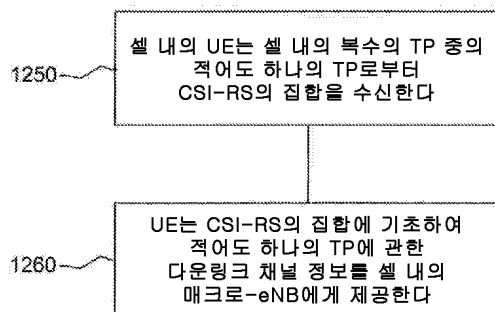 셀 내의 UE는 셀 내의 복수의 TP 중의
적어도 하나의 TP로부터
CSI-RS의 집합을 수신한다
1250
UE는 CSI-RS의 집합에 기초하여
적어도 하나의 TP에 관한
다운링크 채널 정보를 셀 내의
매크로-eNB에게 제공한다
1260